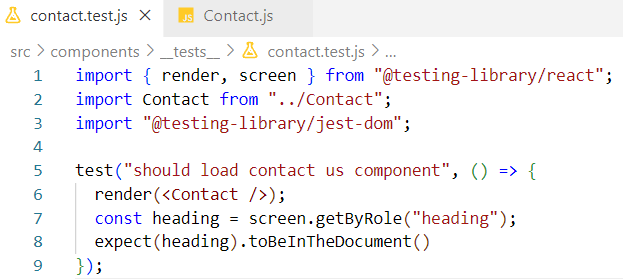 contact.test.js × JS Contact.js
src > components > __tests__ > contact.test.js > ...
1 import { render, screen } from "@testing-library/react";
2 import Contact from "../Contact";
3 import "@testing-library/jest-dom";
4
5 test("should load contact us component", () => {
6   render(<Contact />);
7   const heading = screen.getByRole("heading");
8   expect(heading).toBeInTheDocument()
9 });